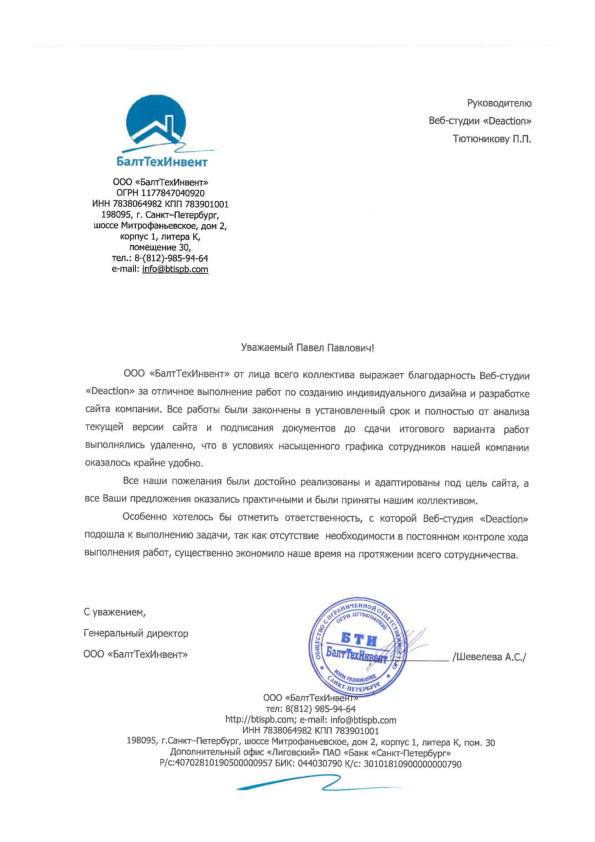 Руководителю
Веб-студии «Deaction»
Тютюникову П.П.
БалтТехИнвент
ООО «БалтТехИнвент»
ОГРН 1177847040920
ИНН 7838064982 КПП 783901001
198095, г. Санкт–Петербург,
шоссе Митрофаньевское, дом 2,
корпус 1, литера К,
помещение 30,
тел.: 8-(812)-985-94-64
e-mail: info@btispb.com
Уважаемый Павел Павлович!
ООО «БалтТехИнвент» от лица всего коллектива выражает благодарность Веб-студии
«Deaction» за отличное выполнение работ по созданию индивидуального дизайна и разработке
сайта компании. Все работы были закончены в установленный срок и полностью от анализа
текущей версии сайта и подписания документов до сдачи итогового варианта работ
выполнялись удаленно, что в условиях насыщенного графика сотрудников нашей компании
оказалось крайне удобно.
Все наши пожелания были достойно реализованы и адаптированы под цель сайта, а
все Ваши предложения оказались практичными и были приняты нашим коллективом.
Особенно хотелось бы отметить ответственность, с которой Веб-студия «Deaction»
подошла к выполнению задачи, так как отсутствие необходимости в постоянном контроле хода
выполнения работ, существенно экономило наше время на протяжении всего сотрудничества.
С уважением,
Генеральный директор
ООО «БалтТехИнвент»
/Шевелева А.С./
ОБЩЕСТВО С ОГРАНИЧЕННОЙ ОТВЕТСТВЕННОСТЬЮ
ОГРН 1177847040920
БТИ
БалтТехИнвент
ИНН 7838064982
САНКТ-ПЕТЕРБУРГ
ООО «БалтТехИнвент»
тел: 8(812) 985-94-64
http://btispb.com; e-mail: info@btispb.com
ИНН 7838064982 КПП 783901001
198095, г.Санкт–Петербург, шоссе Митрофаньевское, дом 2, корпус 1, литера К, пом. 30
Дополнительный офис «Лиговский» ПАО «Банк «Санкт-Петербург»
Р/с:40702810190500000957 БИК: 044030790 К/с: 30101810900000000790